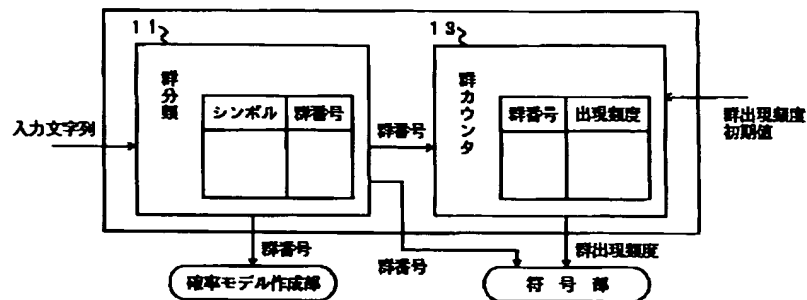 11
13
群分類
シンボル 群番号
群カウンタ
群番号 出現頻度
入力文字列
群番号
群出現頻度
初期値
群番号
群番号
群出現頻度
確率モデル作成部
符号部